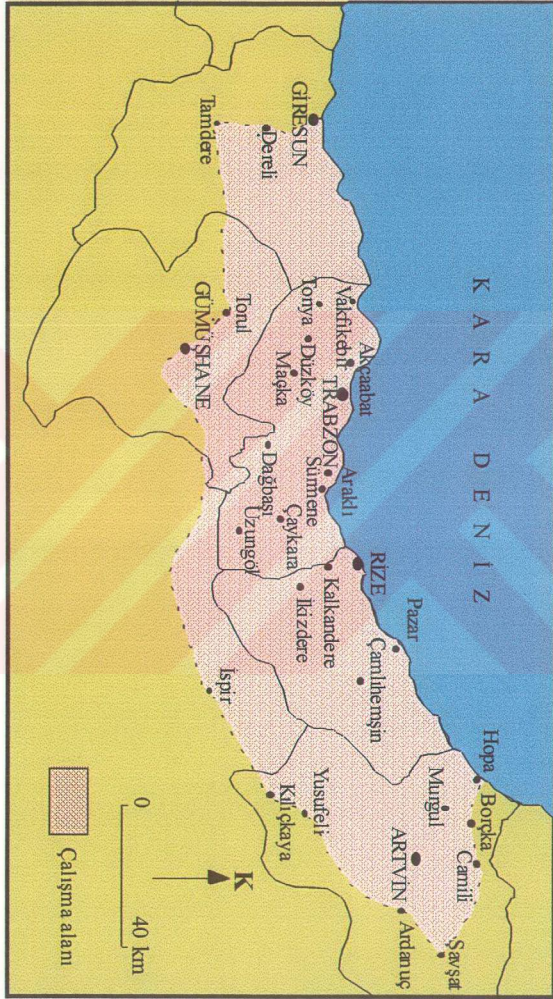 K A R A D E N İ Z
GİRESUN
Dereli
Tamdere
Vakfıkebir
Tonya
Akçaabat
Düzköy
TRABZON
Maçka
Torul
GÜMÜŞHANE
Araklı
Sürmene
Dağbaşı
Çaykara
Uzungöl
RİZE
Kalkandere
İkizdere
Pazar
Çamlıhemşin
İspir
Hopa
Borçka
Murgul
Camili
ARTVİN
Şavşat
Ardanuç
Yusufeli
Kılıçkaya
K
0 40 km
Çalışma alanı